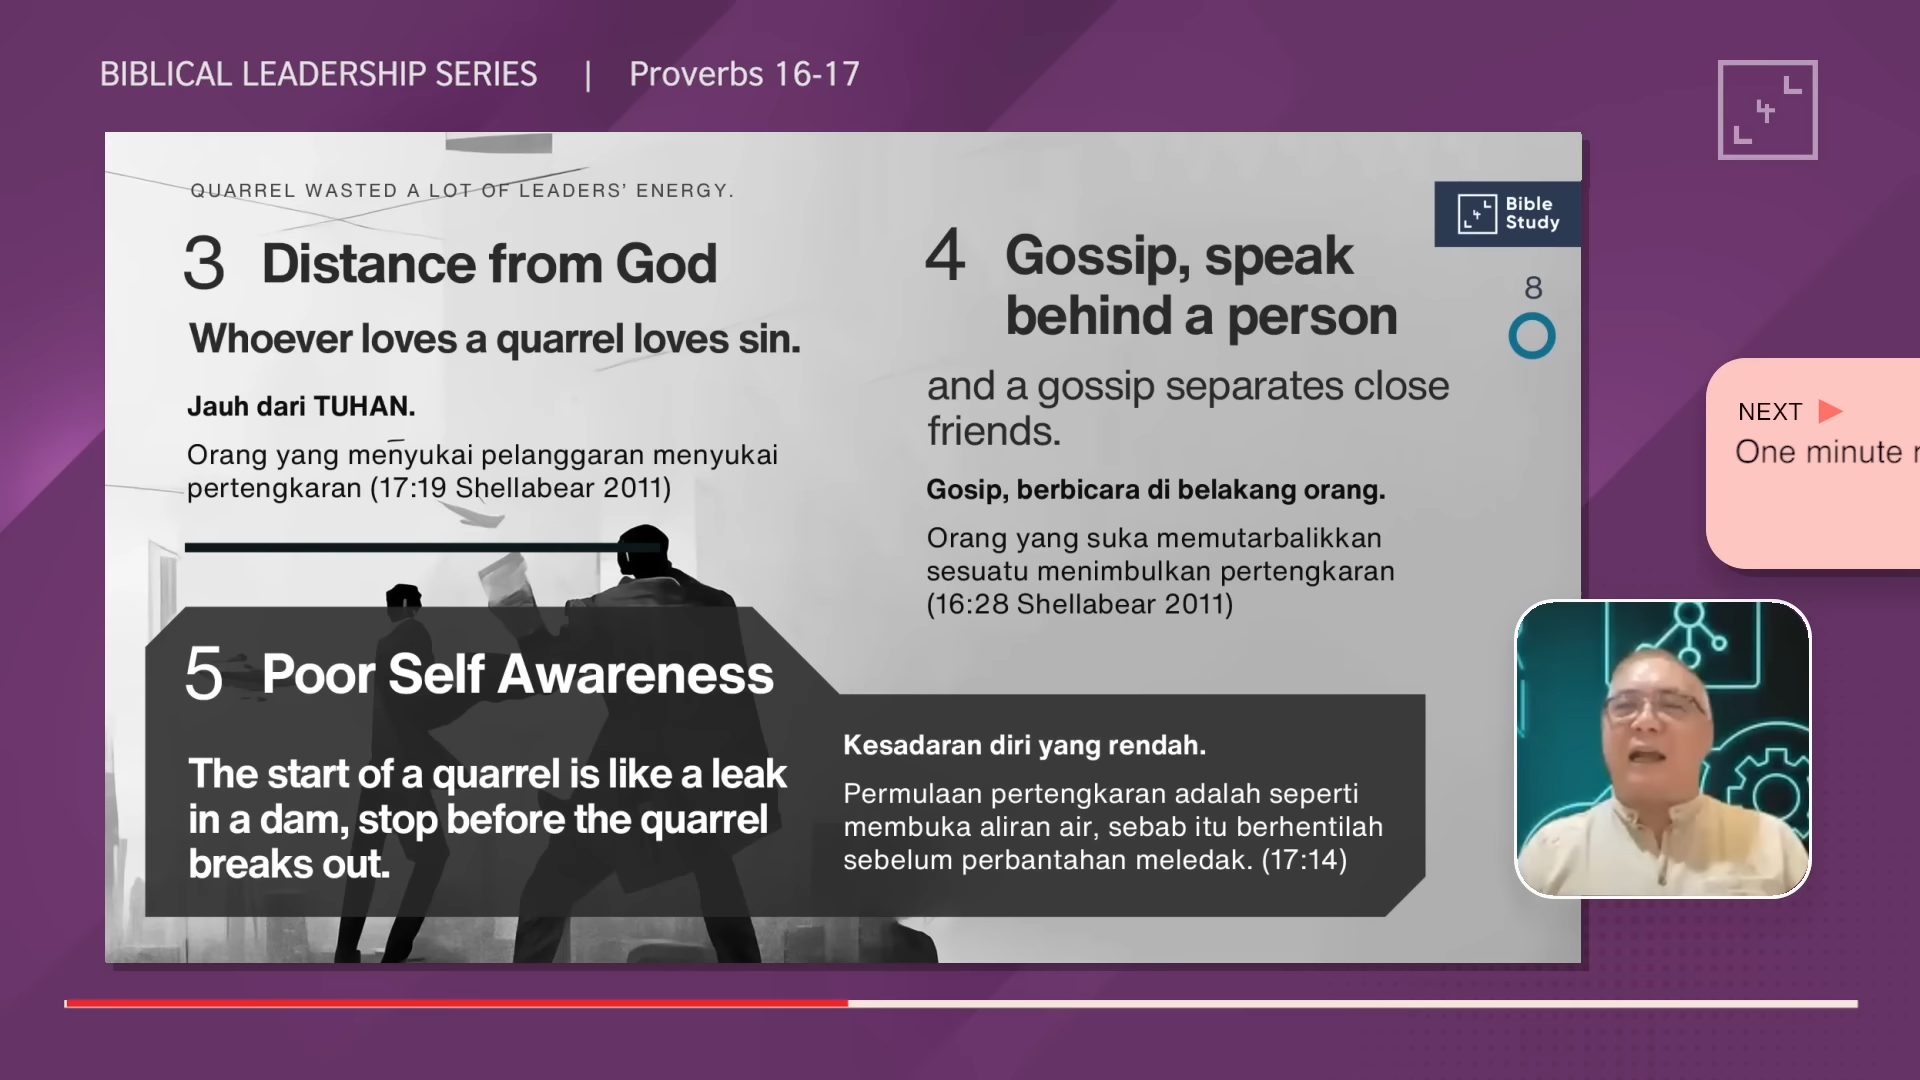 BIBLICAL LEADERSHIP SERIES | Proverbs 16-17
QUARREL WASTED A LOT OF LEADERS’ ENERGY.
3 Distance from God
Whoever loves a quarrel loves sin.
Jauh dari TUHAN.
Orang yang menyukai pelanggaran menyukai
pertengkaran (17:19 Shellabear 2011)
4 Gossip, speak
behind a person
and a gossip separates close
friends.
Gosip, berbicara di belakang orang.
Orang yang suka memutarbalikkan
sesuatu menimbulkan pertengkaran
(16:28 Shellabear 2011)
Bible
Study
8
5 Poor Self Awareness
The start of a quarrel is like a leak
in a dam, stop before the quarrel
breaks out.
Kesadaran diri yang rendah.
Permulaan pertengkaran adalah seperti
membuka aliran air, sebab itu berhentilah
sebelum perbantahan meledak. (17:14)
NEXT
One minute